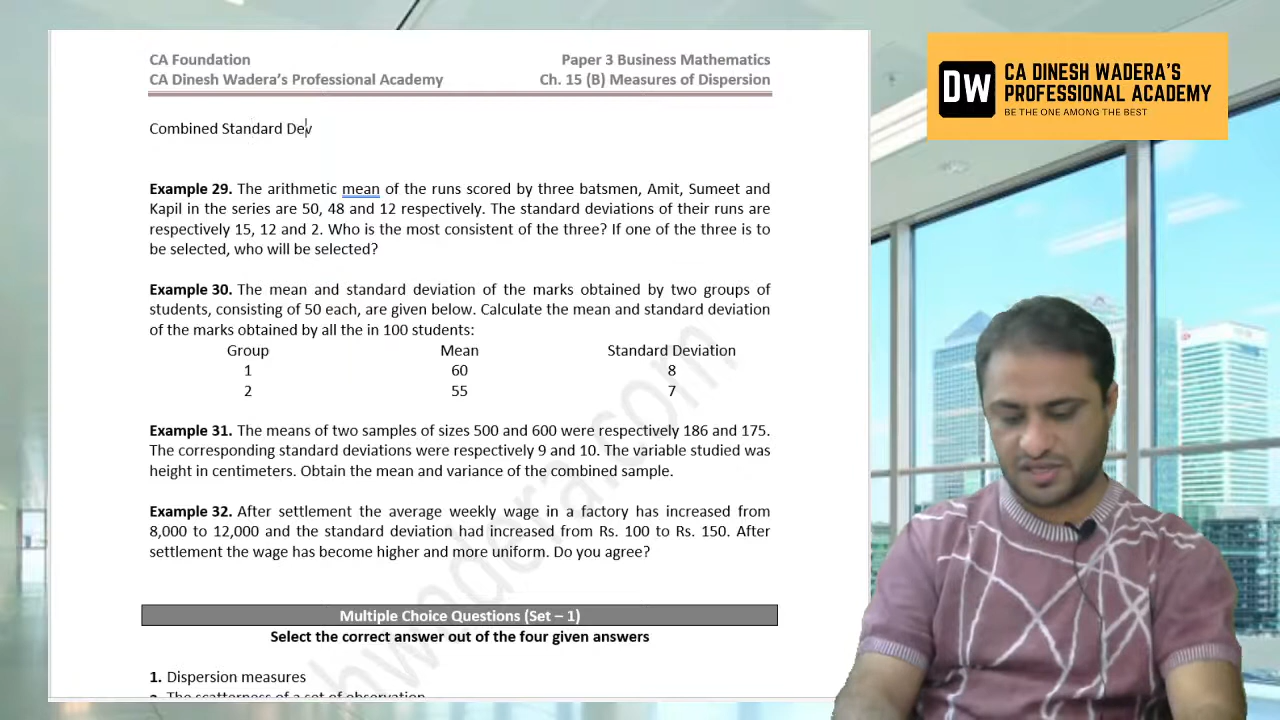 CA Foundation Paper 3 Business Mathematics
CA Dinesh Wadera's Professional Academy Ch. 15 (B) Measures of Dispersion
Combined Standard Dev
Example 29. The arithmetic mean of the runs scored by three batsmen, Amit, Sumeet and
Kapil in the series are 50, 48 and 12 respectively. The standard deviations of their runs are
respectively 15, 12 and 2. Who is the most consistent of the three? If one of the three is to
be selected, who will be selected?
Example 30. The mean and standard deviation of the marks obtained by two groups of
students, consisting of 50 each, are given below. Calculate the mean and standard deviation
of the marks obtained by all the in 100 students:
Group Mean Standard Deviation
1 60 8
2 55 7
Example 31. The means of two samples of sizes 500 and 600 were respectively 186 and 175.
The corresponding standard deviations were respectively 9 and 10. The variable studied was
height in centimeters. Obtain the mean and variance of the combined sample.
Example 32. After settlement the average weekly wage in a factory has increased from
8,000 to 12,000 and the standard deviation had increased from Rs. 100 to Rs. 150. After
settlement the wage has become higher and more uniform. Do you agree?
Multiple Choice Questions (Set – 1)
Select the correct answer out of the four given answers
1. Dispersion measures
2. The scatterness of a set of observation
DW
CA DINESH WADERA'S
PROFESSIONAL ACADEMY
BE THE ONE AMONG THE BEST